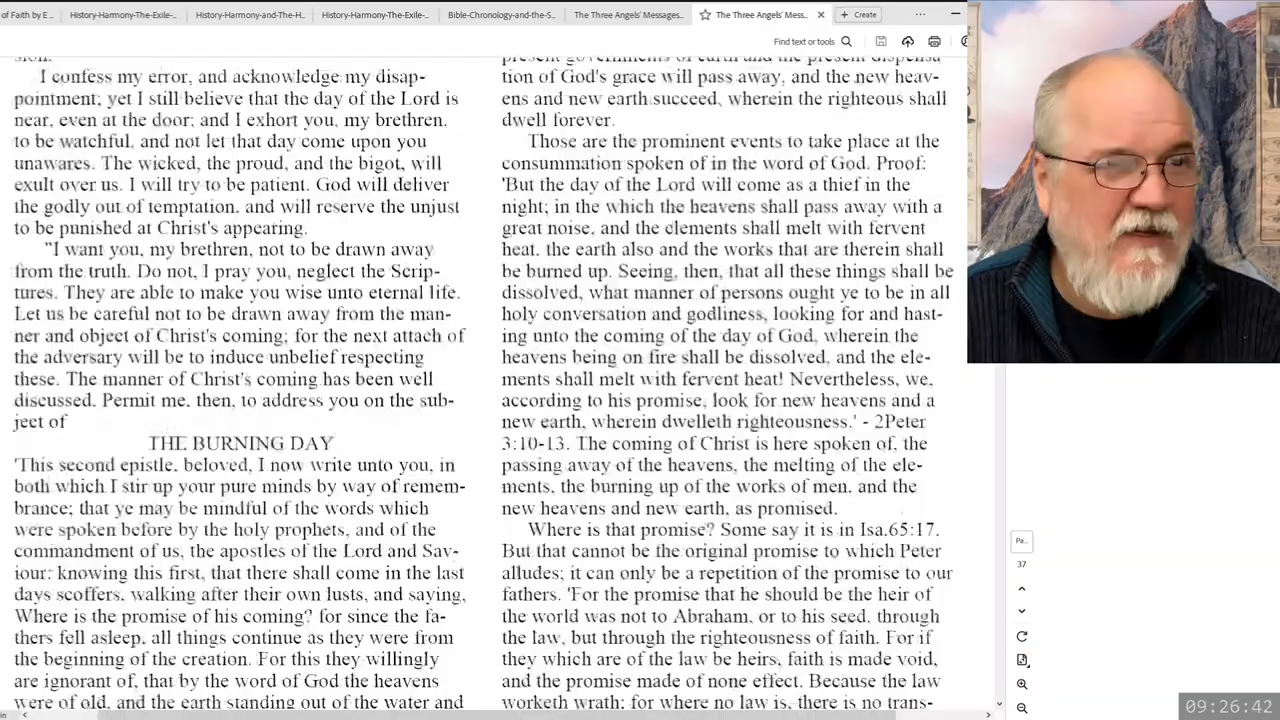 of Faith by E...
History-Harmony-The-Exile-...
History-Harmony-and-The-H...
History-Harmony-The-Exile-...
Bible-Chronology-and-the-S...
The Three Angels' Messages...
The Three Angels' Mess...
Create
Find text or tools
sion.
I confess my error, and acknowledge my disap-
pointment; yet I still believe that the day of the Lord is
near, even at the door; and I exhort you, my brethren,
to be watchful, and not let that day come upon you
unawares. The wicked, the proud, and the bigot, will
exult over us. I will try to be patient. God will deliver
the godly out of temptation, and will reserve the unjust
to be punished at Christ's appearing.
"I want you, my brethren, not to be drawn away
from the truth. Do not, I pray you, neglect the Scrip-
tures. They are able to make you wise unto eternal life.
Let us be careful not to be drawn away from the man-
ner and object of Christ's coming; for the next attach of
the adversary will be to induce unbelief respecting
these. The manner of Christ's coming has been well
discussed. Permit me, then, to address you on the sub-
ject of
THE BURNING DAY
'This second epistle, beloved, I now write unto you, in
both which I stir up your pure minds by way of remem-
brance; that ye may be mindful of the words which
were spoken before by the holy prophets, and of the
commandment of us, the apostles of the Lord and Sav-
iour: knowing this first, that there shall come in the last
days scoffers, walking after their own lusts, and saying,
Where is the promise of his coming? for since the fa-
thers fell asleep, all things continue as they were from
the beginning of the creation. For this they willingly
are ignorant of, that by the word of God the heavens
were of old, and the earth standing out of the water and
present governments of earth and the present dispensa-
tion of God's grace will pass away, and the new heav-
ens and new earth succeed, wherein the righteous shall
dwell forever.
Those are the prominent events to take place at the
consummation spoken of in the word of God. Proof:
'But the day of the Lord will come as a thief in the
night; in the which the heavens shall pass away with a
great noise, and the elements shall melt with fervent
heat, the earth also and the works that are therein shall
be burned up. Seeing, then, that all these things shall be
dissolved, what manner of persons ought ye to be in all
holy conversation and godliness, looking for and hast-
ing unto the coming of the day of God, wherein the
heavens being on fire shall be dissolved, and the ele-
ments shall melt with fervent heat! Nevertheless, we,
according to his promise, look for new heavens and a
new earth, wherein dwelleth righteousness.' - 2Peter
3:10-13. The coming of Christ is here spoken of, the
passing away of the heavens, the melting of the ele-
ments, the burning up of the works of men, and the
new heavens and new earth, as promised.
Where is that promise? Some say it is in Isa.65:17.
But that cannot be the original promise to which Peter
alludes; it can only be a repetition of the promise to our
fathers. 'For the promise that he should be the heir of
the world was not to Abraham, or to his seed, through
the law, but through the righteousness of faith. For if
they which are of the law be heirs, faith is made void,
and the promise made of none effect. Because the law
worketh wrath; for where no law is, there is no trans-
Pa...
37
in
09:26:42